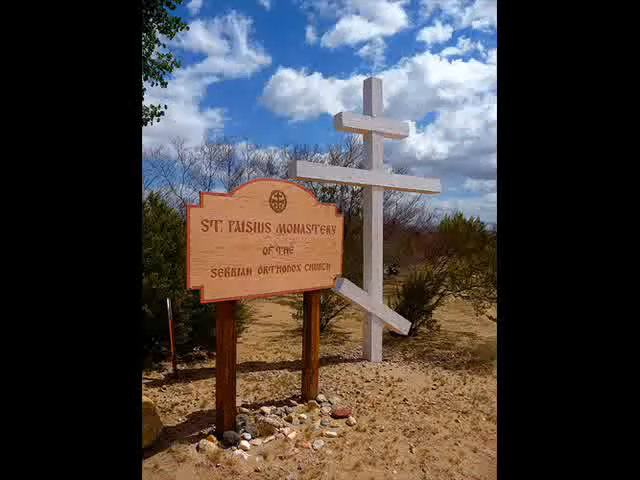 ST. PAISIUS MONASTERY
OF THE
SERBIAN ORTHODOX CHURCH